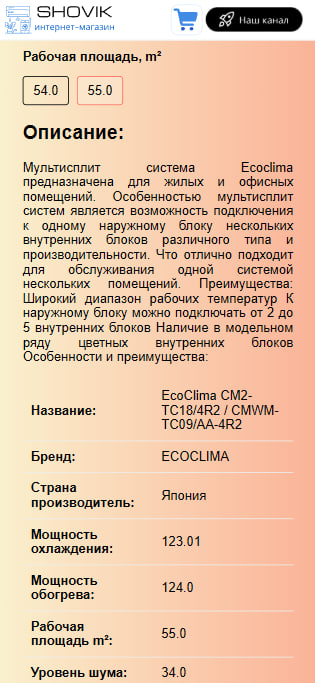 SHOVIK
интернет-магазин
Наш канал
Рабочая площадь, m²
54.0 55.0
Описание:
Мультисплит система Ecoclima
предназначена для жилых и офисных
помещений. Особенностью мультисплит
систем является возможность подключения
к одному наружному блоку нескольких
внутренних блоков различного типа и
производительности. Что отлично подходит
для обслуживания одной системой
нескольких помещений. Преимущества:
Широкий диапазон рабочих температур К
наружному блоку можно подключать от 2 до
5 внутренних блоков Наличие в модельном
ряду цветных внутренних блоков
Особенности и преимущества:
Название:
EcoClima CM2-
TC18/4R2 / CMWM-
TC09/AA-4R2
Бренд:
ECOCLIMA
Страна
производитель:
Япония
Мощность
охлаждения:
123.01
Мощность
обогрева:
124.0
Рабочая
площадь m²:
55.0
Уровень шума:
34.0